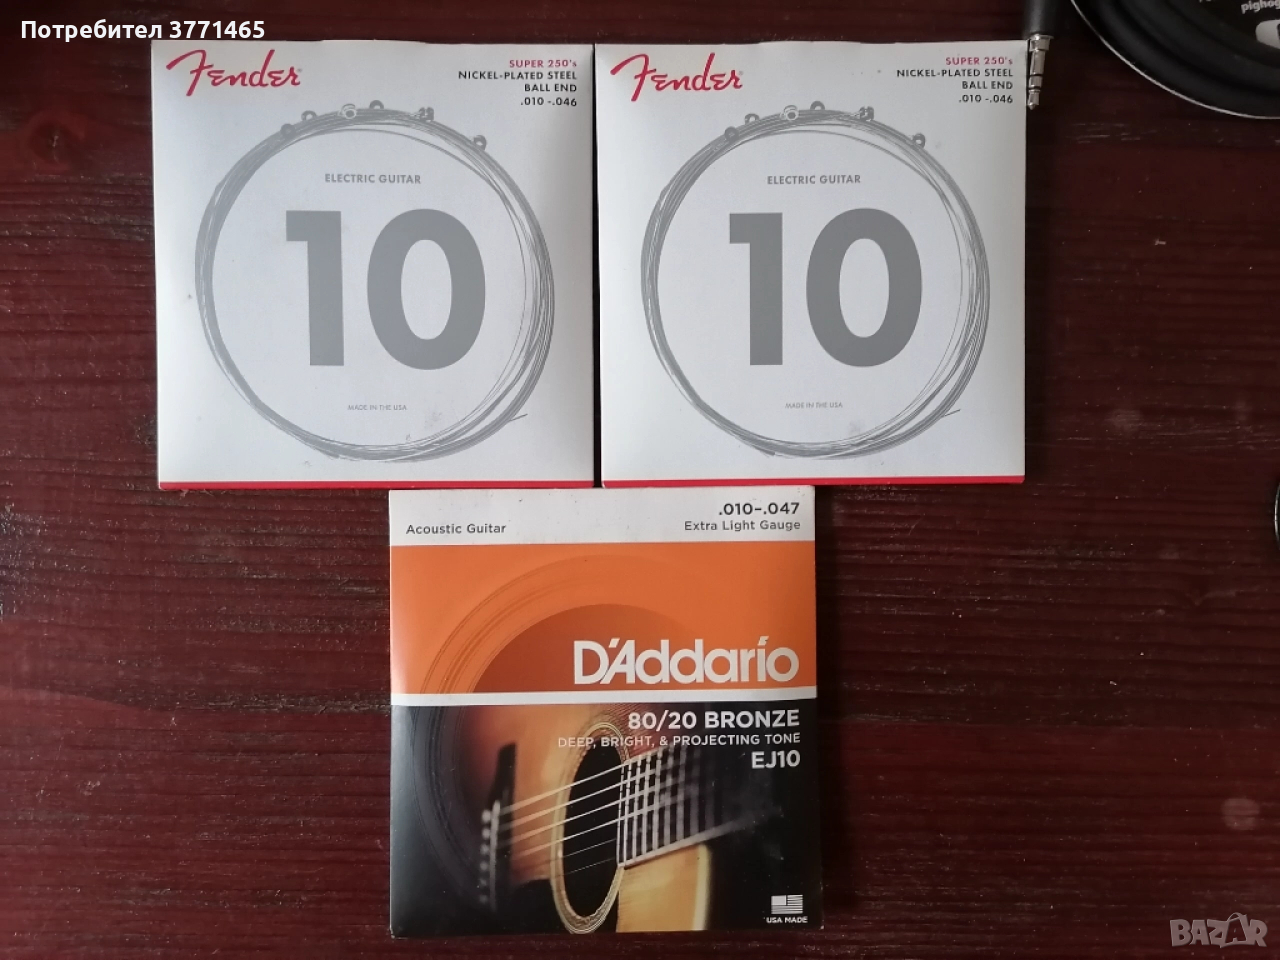 Потребител 3771465
pighog
Fender
SUPER 250's
NICKEL-PLATED STEEL
BALL END
.010 -.046
ELECTRIC GUITAR
10
MADE IN THE USA
Fender
SUPER 250's
NICKEL-PLATED STEEL
BALL END
.010 -.046
ELECTRIC GUITAR
10
MADE IN THE USA
Acoustic Guitar
.010-.047
Extra Light Gauge
D'Addario
80/20 BRONZE
DEEP, BRIGHT, & PROJECTING TONE
EJ10
USA MADE
BAZAR